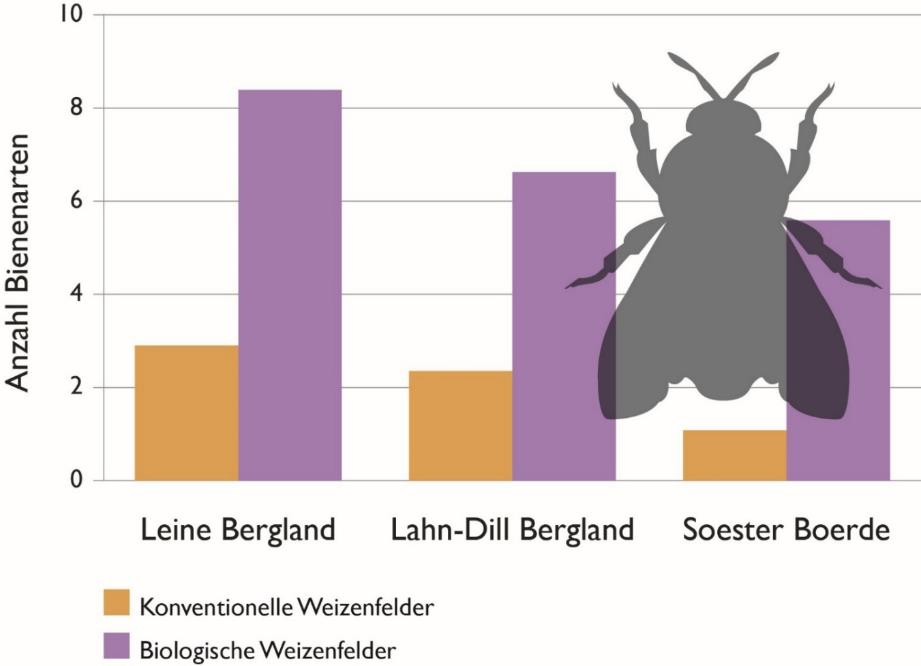 Anzahl Bienenarten
10
8
6
4
2
0
Leine Bergland
Lahn-Dill Bergland
Soester Boerde
Konventionelle Weizenfelder
Biologische Weizenfelder